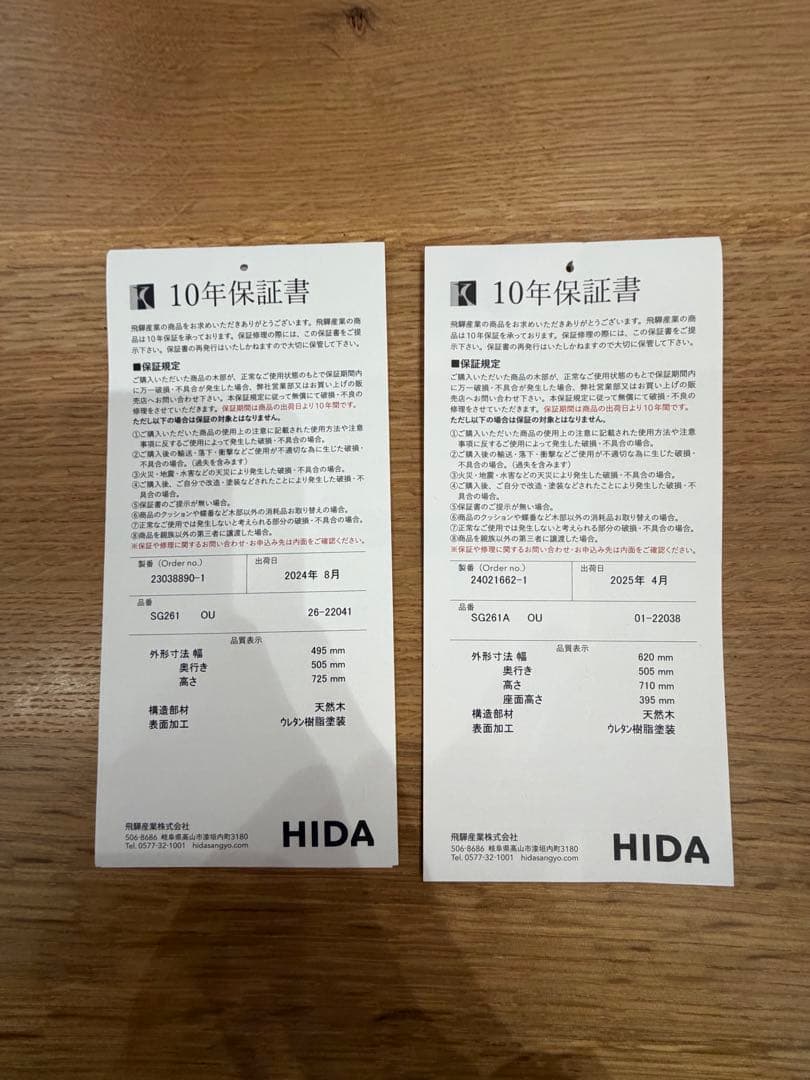 10年保証書
飛騨産業の商品をお求めいただきありがとうございます。飛騨産業の商
品は10年保証を承っております。保証修理の際には、この保証書をご提
示下さい。保証書の再発行はいたしかねますので大切に保管して下さい。
■保証規定
ご購入いただいた商品の木部が、正常なご使用状態のもとで保証期間内
に万一破損・不具合が発生した場合、弊社営業部又はお買い上げの販
売店へお問い合わせ下さい。本保証規定に従って無償にて破損・不良の
修理をさせていただきます。保証期間は商品の出荷日より10年間です。
ただし以下の場合は保証の対象とはなりません。
①ご購入いただいた商品の使用上の注意に記載された使用方法や注意
事項に反するご使用によって発生した破損・不具合の場合。
②ご購入後の輸送・落下・衝撃などご使用が不適切な為に生じた破損・
不具合の場合。（過失を含みます）
③火災・地震・水害などの天災により発生した破損・不具合の場合。
④ご購入後、ご自分で改造・塗装などされたことにより発生した破損・不
具合の場合。
⑤保証書のご提示が無い場合。
⑥商品のクッションや蝶番など木部以外の消耗品お取り替えの場合。
⑦正常なご使用では発生しないと考えられる部分の破損・不具合の場合。
⑧商品を親族以外の第三者に譲渡した場合。
※保証や修理に関するお問い合わせ・お申込み先は内面をご確認ください。
製番（Order no.） 出荷日
23038890-1 2024年 8月
品番
SG261 OU 26-22041
品質表示
外形寸法 幅 495 mm
奥行き 505 mm
高さ 725 mm
構造部材 天然木
表面加工 ウレタン樹脂塗装
飛騨産業株式会社
506-8686 岐阜県高山市漆垣内町3180
Tel. 0577-32-1001 hidasangyo.com
HIDA
10年保証書
飛騨産業の商品をお求めいただきありがとうございます。飛騨産業の商
品は10年保証を承っております。保証修理の際には、この保証書をご提
示下さい。保証書の再発行はいたしかねますので大切に保管して下さい。
■保証規定
ご購入いただいた商品の木部が、正常なご使用状態のもとで保証期間内
に万一破損・不具合が発生した場合、弊社営業部又はお買い上げの販
売店へお問い合わせ下さい。本保証規定に従って無償にて破損・不良の
修理をさせていただきます。保証期間は商品の出荷日より10年間です。
ただし以下の場合は保証の対象とはなりません。
①ご購入いただいた商品の使用上の注意に記載された使用方法や注意
事項に反するご使用によって発生した破損・不具合の場合。
②ご購入後の輸送・落下・衝撃などご使用が不適切な為に生じた破損・
不具合の場合。（過失を含みます）
③火災・地震・水害などの天災により発生した破損・不具合の場合。
④ご購入後、ご自分で改造・塗装などされたことにより発生した破損・不
具合の場合。
⑤保証書のご提示が無い場合。
⑥商品のクッションや蝶番など木部以外の消耗品お取り替えの場合。
⑦正常なご使用では発生しないと考えられる部分の破損・不具合の場合。
⑧商品を親族以外の第三者に譲渡した場合。
※保証や修理に関するお問い合わせ・お申込み先は内面をご確認ください。
製番（Order no.） 出荷日
24021662-1 2025年 4月
品番
SG261A OU 01-22038
品質表示
外形寸法 幅 620 mm
奥行き 505 mm
高さ 710 mm
座面高さ 395 mm
構造部材 天然木
表面加工 ウレタン樹脂塗装
飛騨産業株式会社
506-8686 岐阜県高山市漆垣内町3180
Tel. 0577-32-1001 hidasangyo.com
HIDA